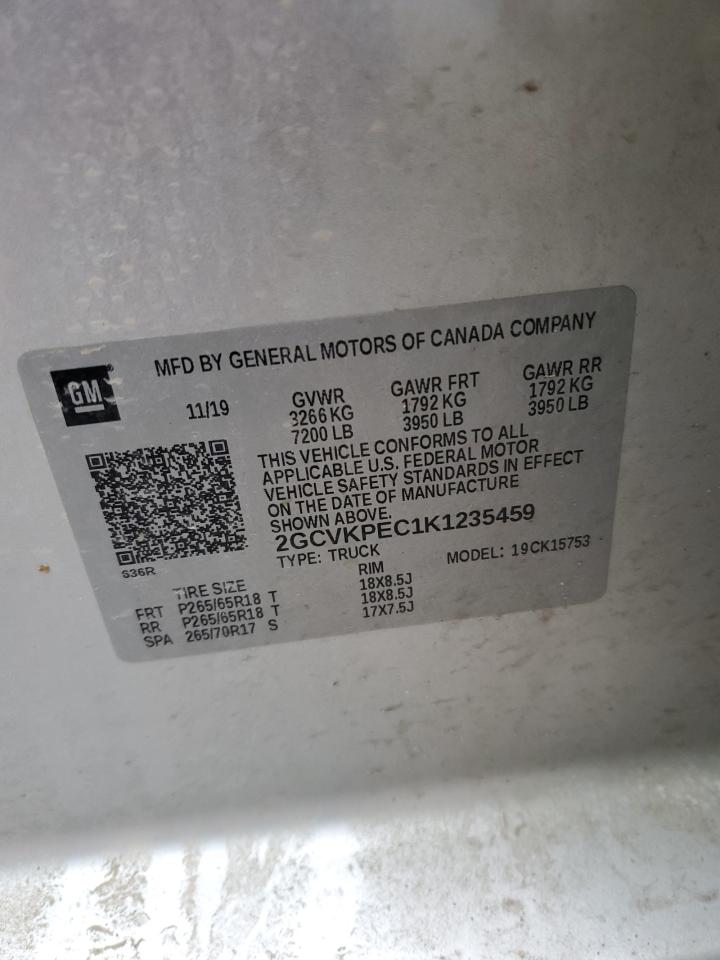 MFD BY GENERAL MOTORS OF CANADA COMPANY
GM
11/19
GVWR
3266 KG
7200 LB
GAWR FRT
1792 KG
3950 LB
GAWR RR
1792 KG
3950 LB
THIS VEHICLE CONFORMS TO ALL
APPLICABLE U.S. FEDERAL MOTOR
VEHICLE SAFETY STANDARDS IN EFFECT
ON THE DATE OF MANUFACTURE
SHOWN ABOVE.
2GCVKPEC1K1235459
TYPE: TRUCK MODEL: 19CK15753
S36R
TIRE SIZE RIM
FRT P265/65R18 T 18X8.5J
RR P265/65R18 T 18X8.5J
SPA 265/70R17 S 17X7.5J